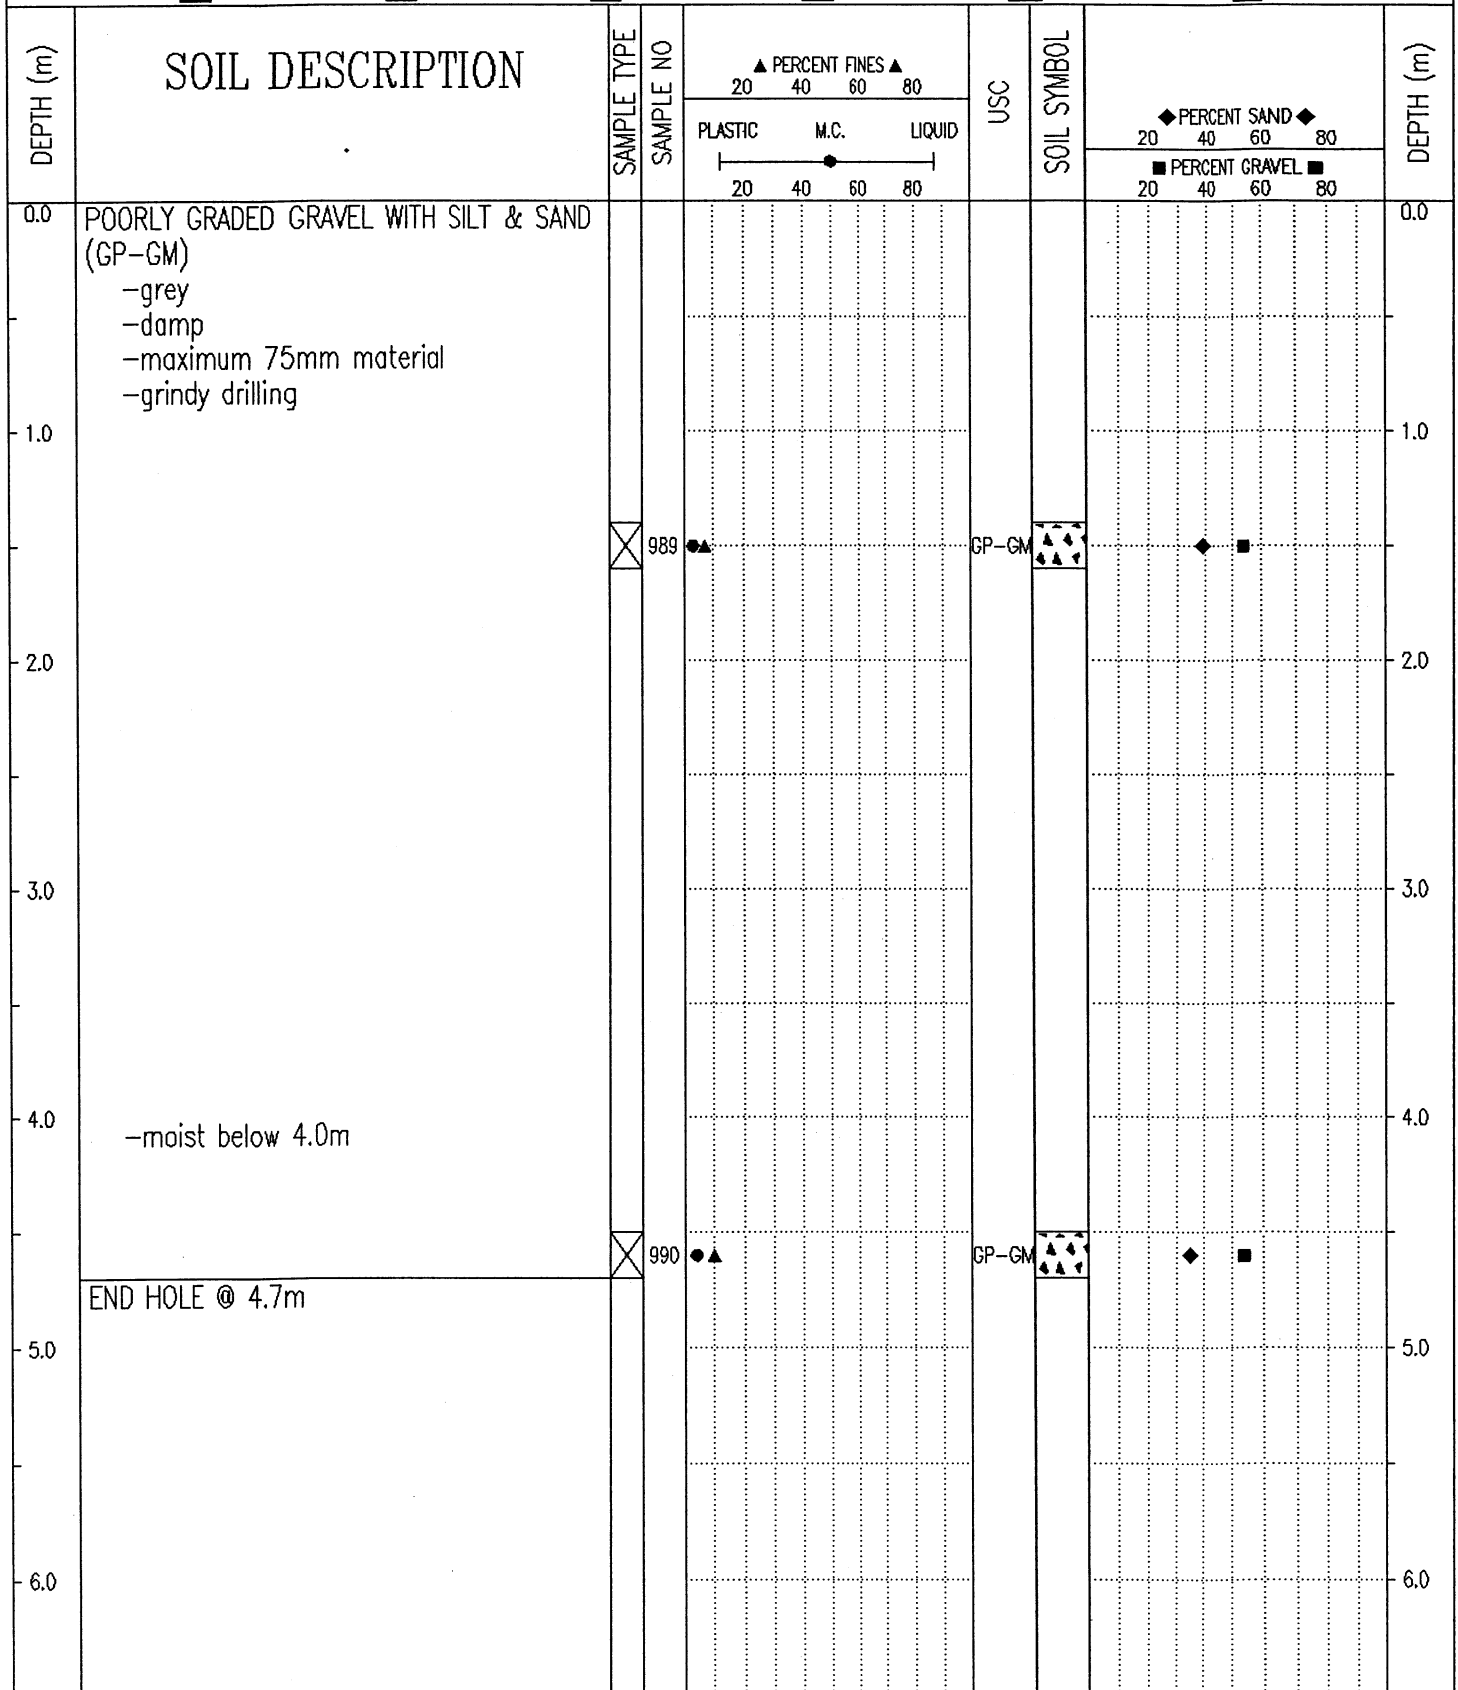 DEPTH (m)
SOIL DESCRIPTION
SAMPLE TYPE
SAMPLE NO
▲ PERCENT FINES ▲
20 40 60 80
PLASTIC M.C. LIQUID
20 40 60 80
USC
SOIL SYMBOL
◆ PERCENT SAND ◆
20 40 60 80
■ PERCENT GRAVEL ■
20 40 60 80
DEPTH (m)
0.0 POORLY GRADED GRAVEL WITH SILT & SAND 0.0
(GP-GM)
-grey
-damp
-maximum 75mm material
-grindy drilling
1.0 1.0
989 GP-GM
2.0 2.0
3.0 3.0
4.0 4.0
-moist below 4.0m
990 GP-GM
END HOLE @ 4.7m
5.0 5.0
6.0 6.0